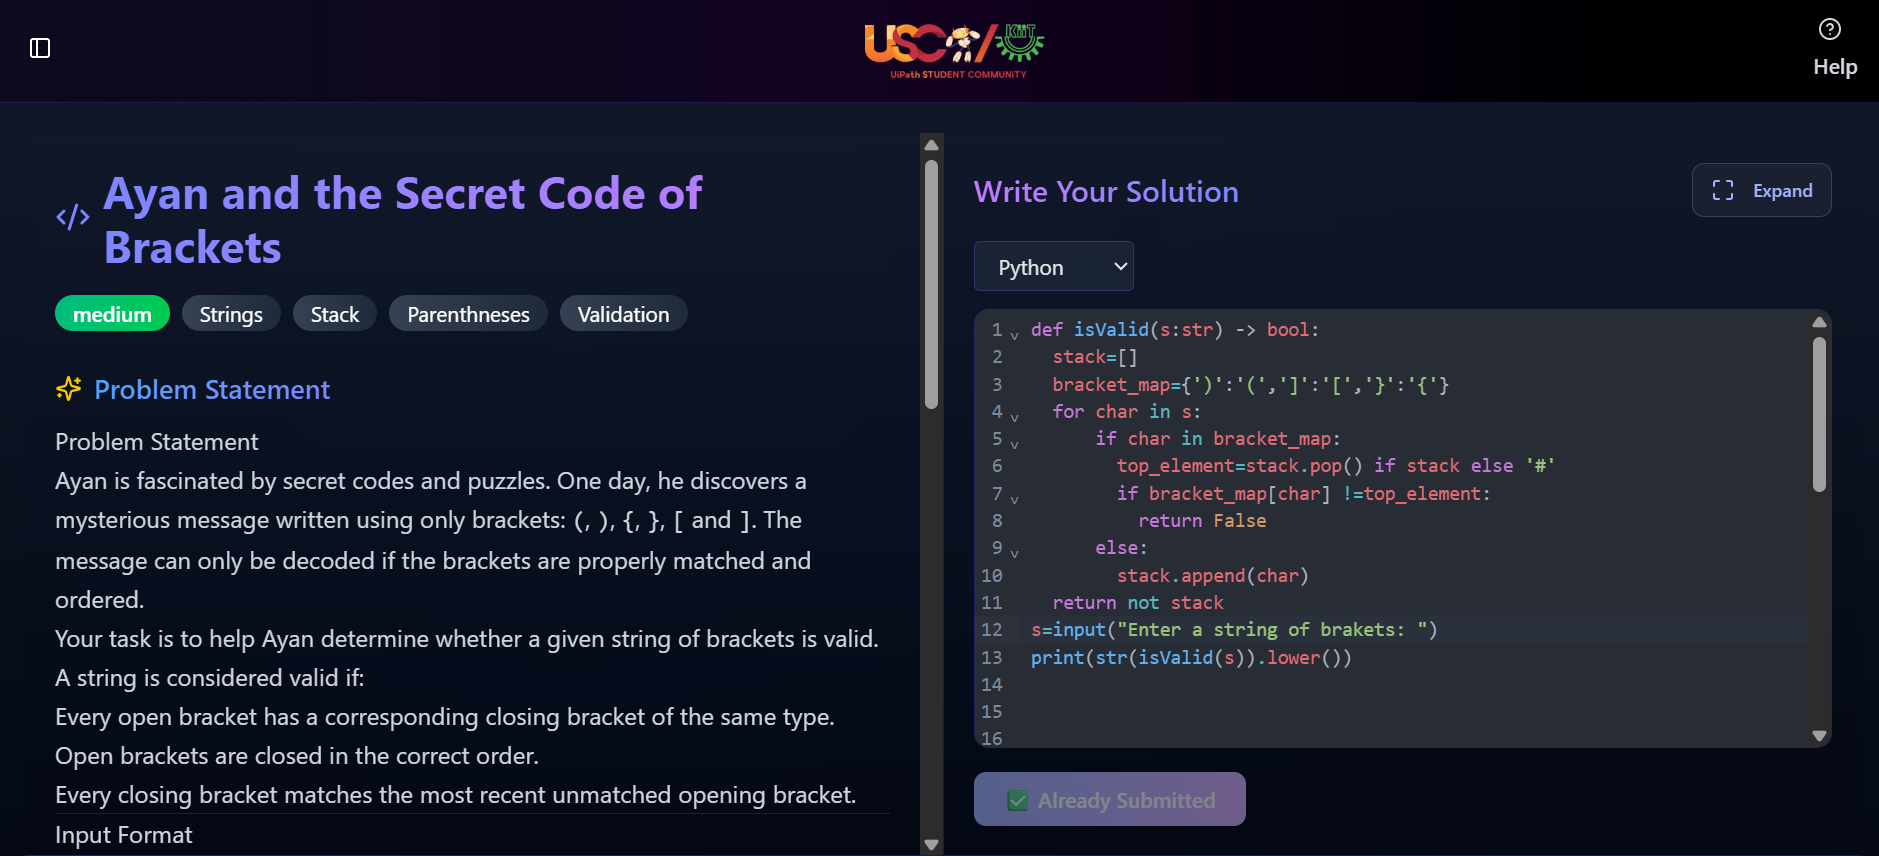 USC/KIIT
UiPath STUDENT COMMUNITY
Help
</> Ayan and the Secret Code of
Brackets
medium Strings Stack Parenthneses Validation
Problem Statement
Problem Statement
Ayan is fascinated by secret codes and puzzles. One day, he discovers a
mysterious message written using only brackets: (, ), {, }, [ and ]. The
message can only be decoded if the brackets are properly matched and
ordered.
Your task is to help Ayan determine whether a given string of brackets is valid.
A string is considered valid if:
Every open bracket has a corresponding closing bracket of the same type.
Open brackets are closed in the correct order.
Every closing bracket matches the most recent unmatched opening bracket.
Input Format
Write Your Solution
Expand
Python
1 def isValid(s:str) -> bool:
2   stack=[]
3   bracket_map={')':'(',']':'[','}':'{'}
4   for char in s:
5       if char in bracket_map:
6         top_element=stack.pop() if stack else '#'
7         if bracket_map[char] !=top_element:
8           return False
9       else:
10         stack.append(char)
11   return not stack
12 s=input("Enter a string of brakets: ")
13 print(str(isValid(s)).lower())
14
15
16
Already Submitted